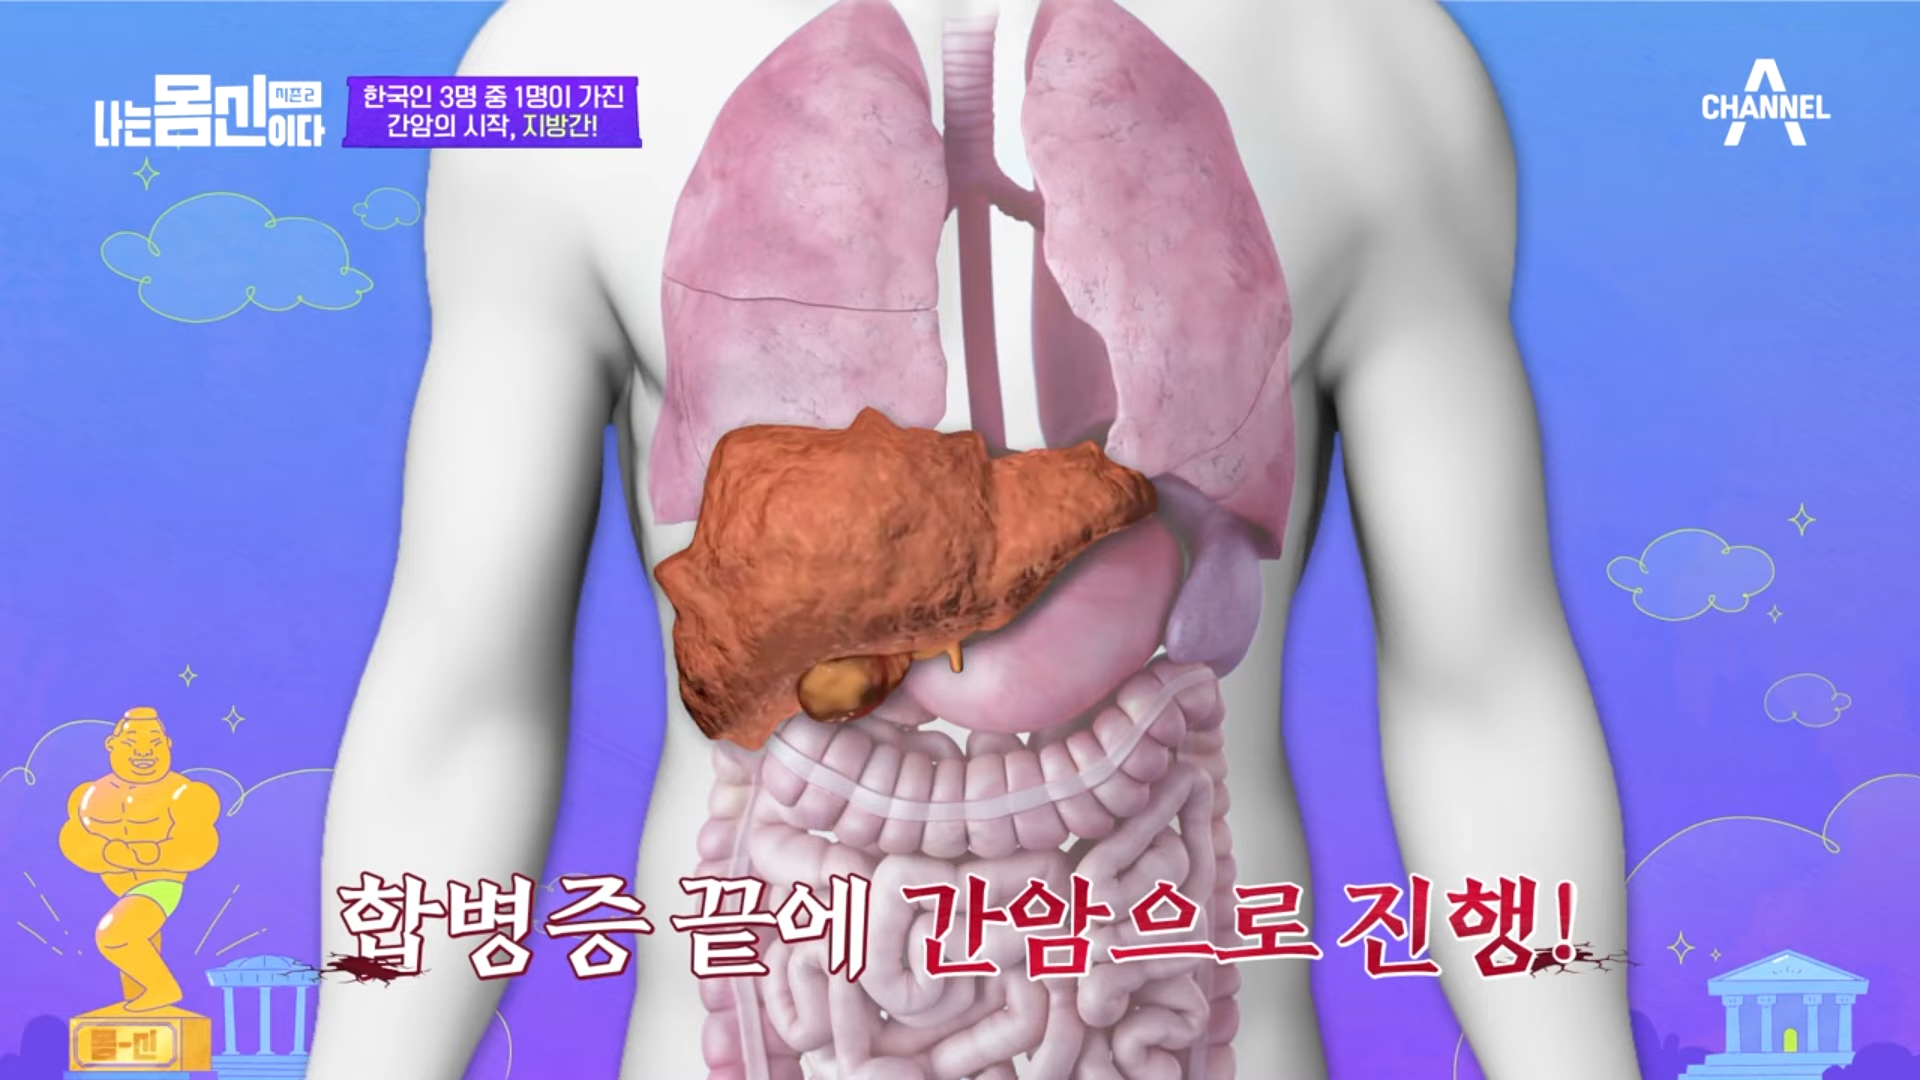 나는 몸신이다 시즌2
한국인 3명 중 1명이 가진
간암의 시작, 지방간!
CHANNEL A
합병증 끝에 간암으로 진행!
몸-신